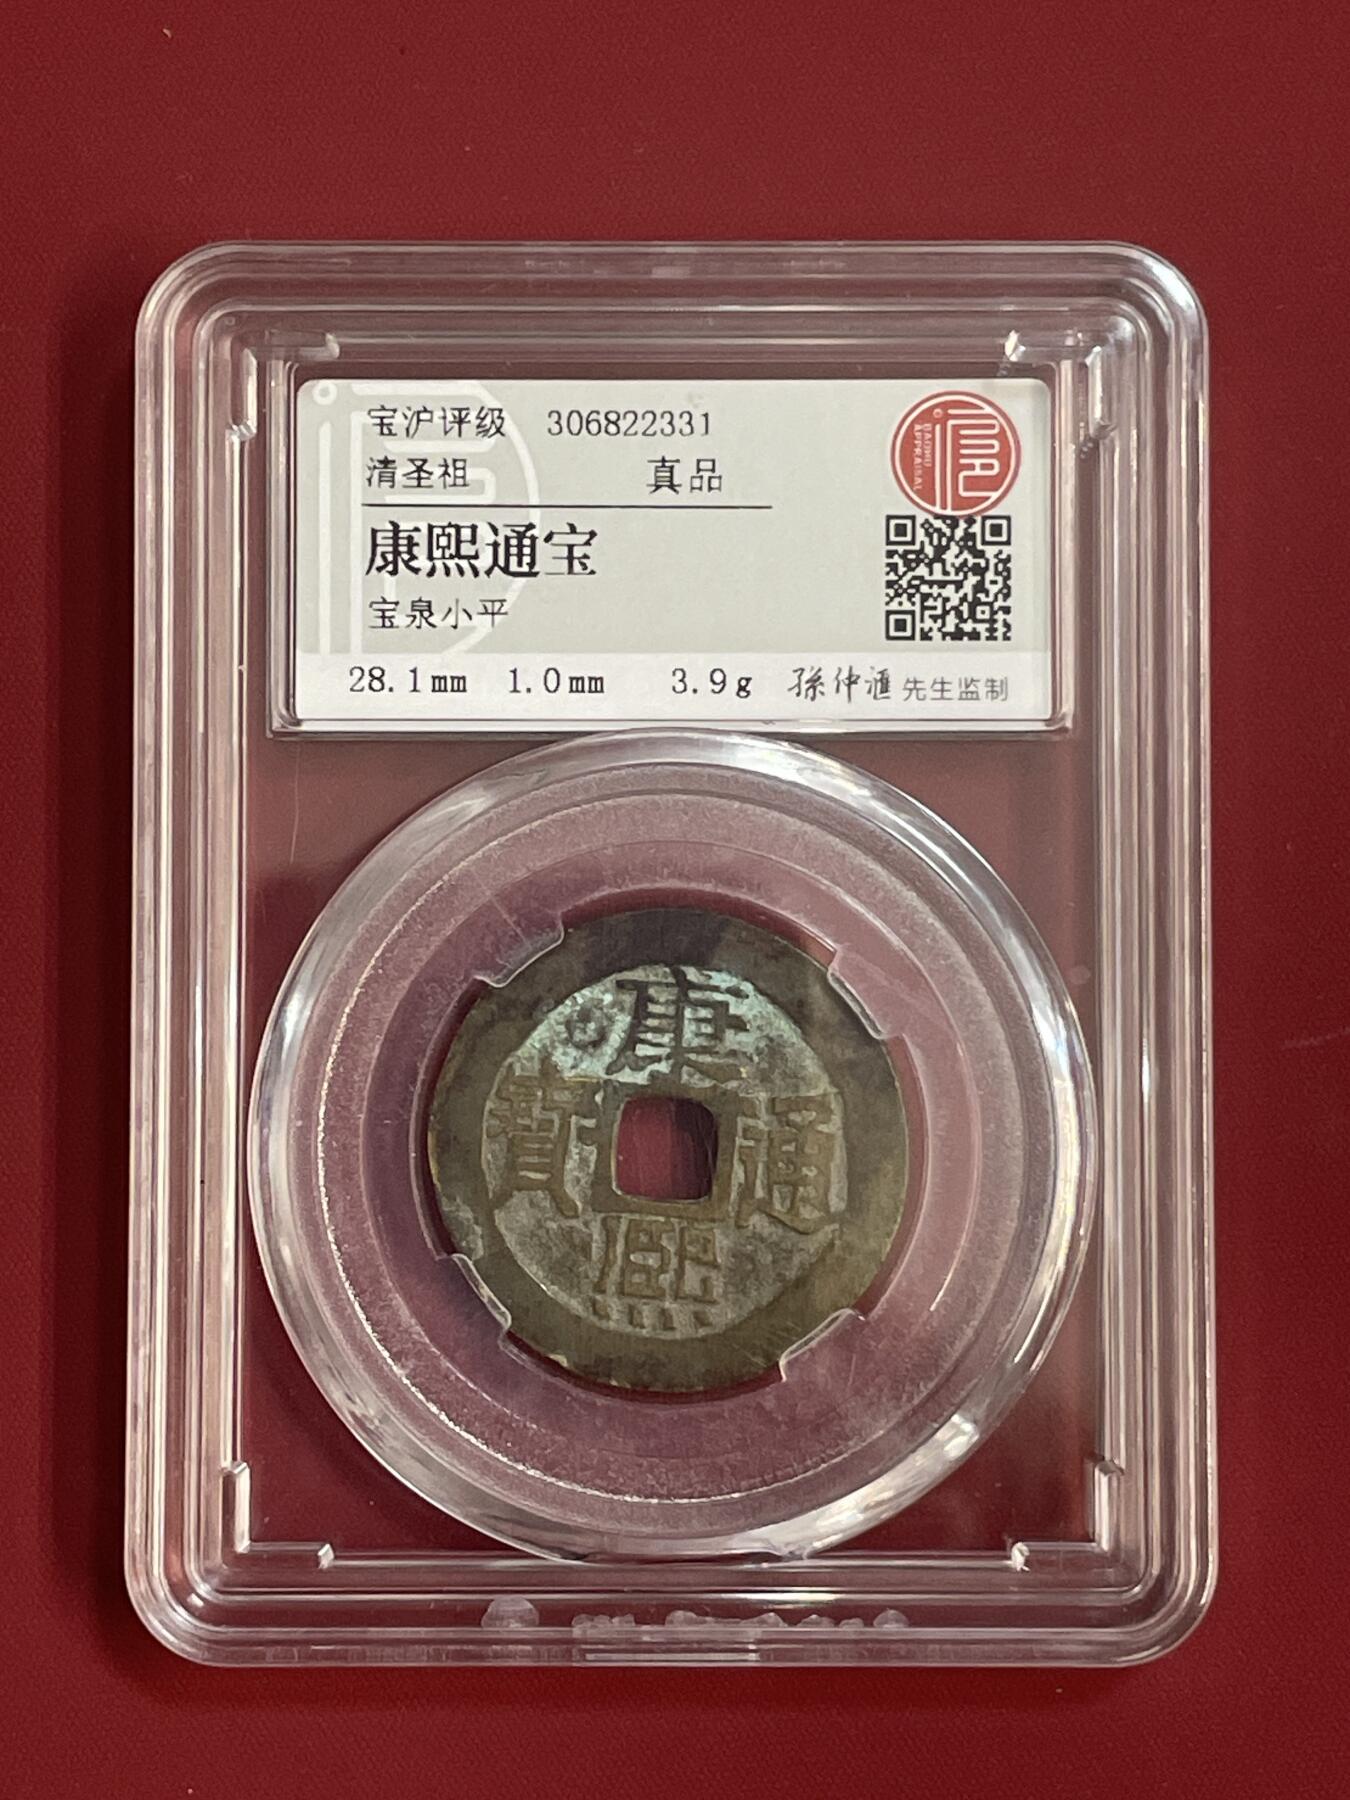 宝沪评级 306822331
清圣祖 真品
康熙通宝
宝泉小平
28.1mm 1.0mm 3.9g 孫仲滙先生监制
BAOHU
APPRAISAL
康
寶 通
熙